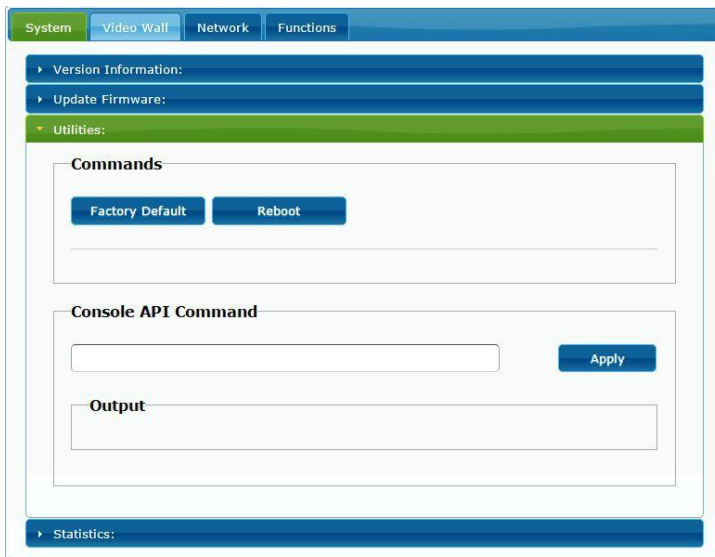 System Video Wall Network Functions
Version Information:
Update Firmware:
Utilities:
Commands
Factory Default Reboot
Console API Command
Apply
Output
Statistics: